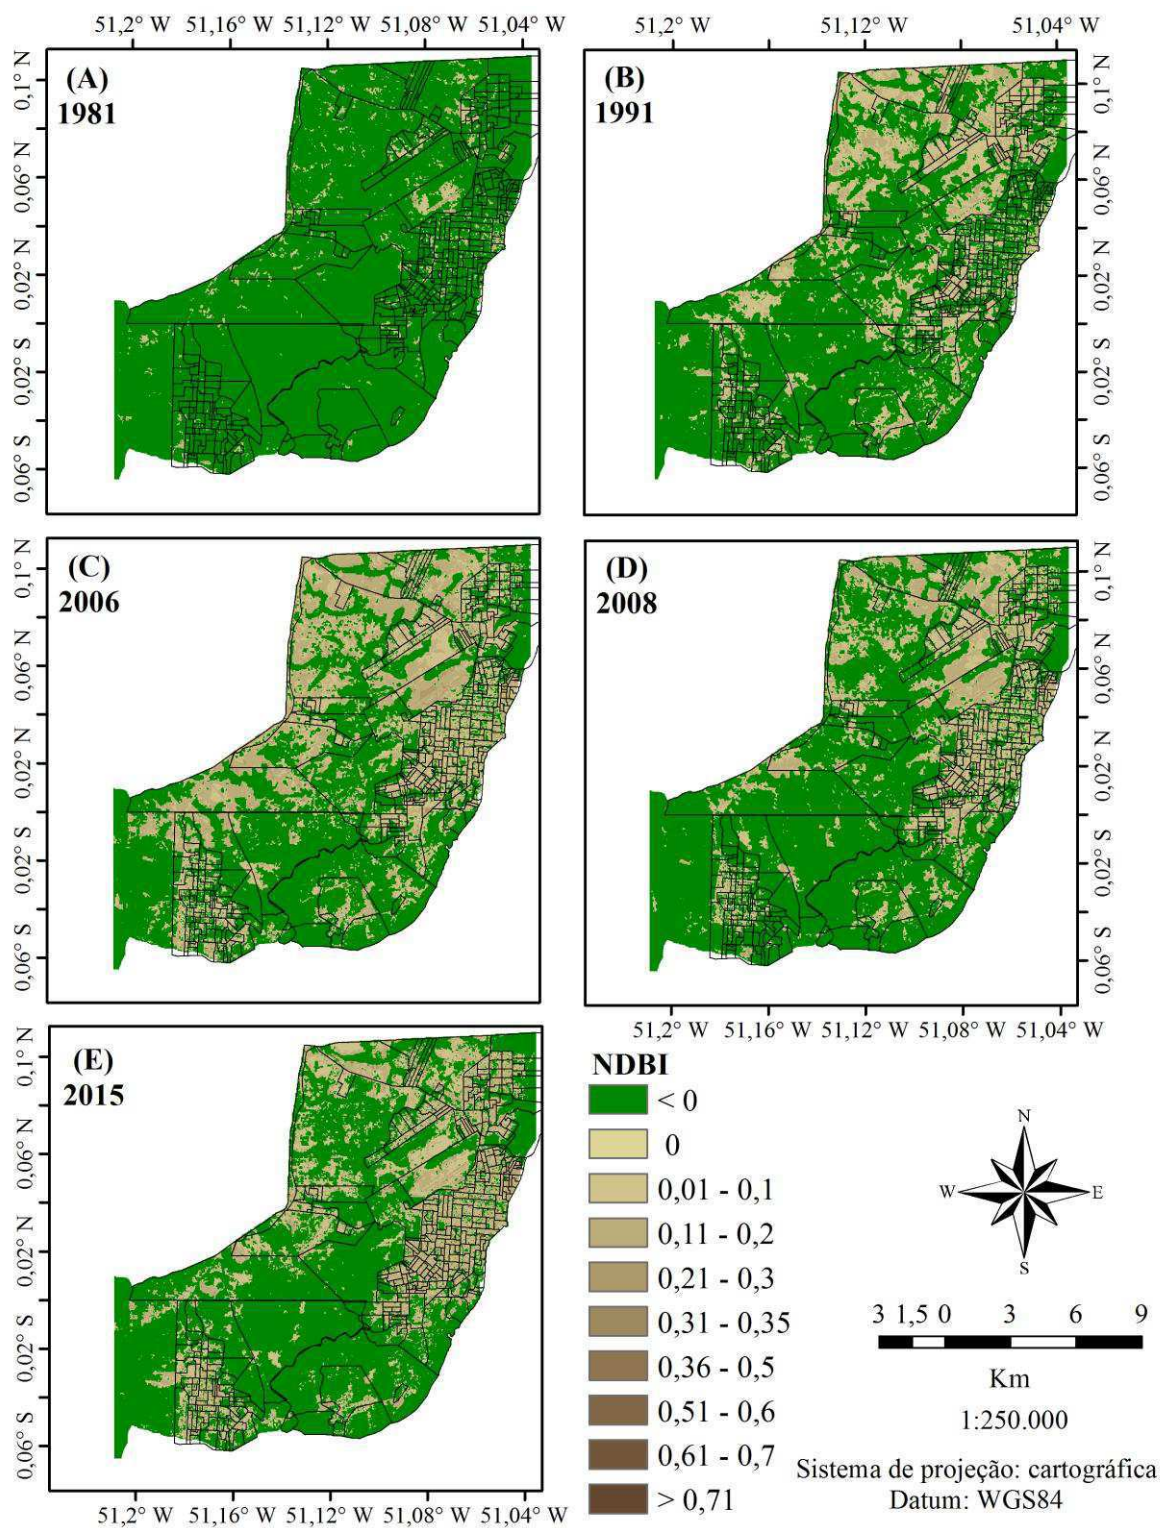 51,2° W 51,16° W 51,12° W 51,08° W 51,04° W
51,2° W 51,12° W 51,04° W
(A)
1981
0,1° N
0,06° N
0,02° N
0,02° S
0,06° S
(B)
1991
0,1° N
0,06° N
0,02° N
0,02° S
0,06° S
(C)
2006
0,1° N
0,06° N
0,02° N
0,02° S
0,06° S
(D)
2008
0,1° N
0,06° N
0,02° N
0,02° S
0,06° S
51,2° W 51,16° W 51,12° W 51,08° W 51,04° W
(E)
2015
0,1° N
0,06° N
0,02° N
0,02° S
0,06° S
51,2° W 51,16° W 51,12° W 51,08° W 51,04° W
NDBI
< 0
0
0,01 - 0,1
0,11 - 0,2
0,21 - 0,3
0,31 - 0,35
0,36 - 0,5
0,51 - 0,6
0,61 - 0,7
> 0,71
N
W E
S
3 1,5 0 3 6 9
Km
1:250.000
Sistema de projeção: cartográfica
Datum: WGS84